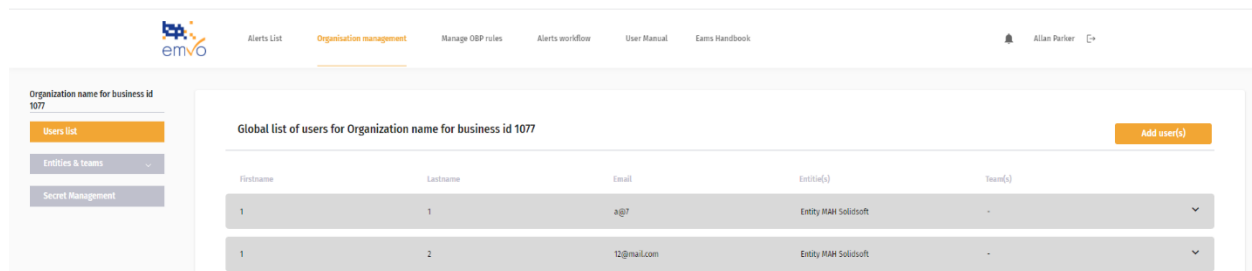 emvo
Alerts List
Organisation management
Manage OBP rules
Alerts workflow
User Manual
Eams Handbook
Allan Parker
Organization name for business id
1077
Users list
Entities & teams
Secret Management
Global list of users for Organization name for business id 1077
Add user(s)
Firstname Lastname Email Entitie(s) Team(s)
1 1 a@7 Entity MAH Solidsoft -
1 2 12@mail.com Entity MAH Solidsoft -